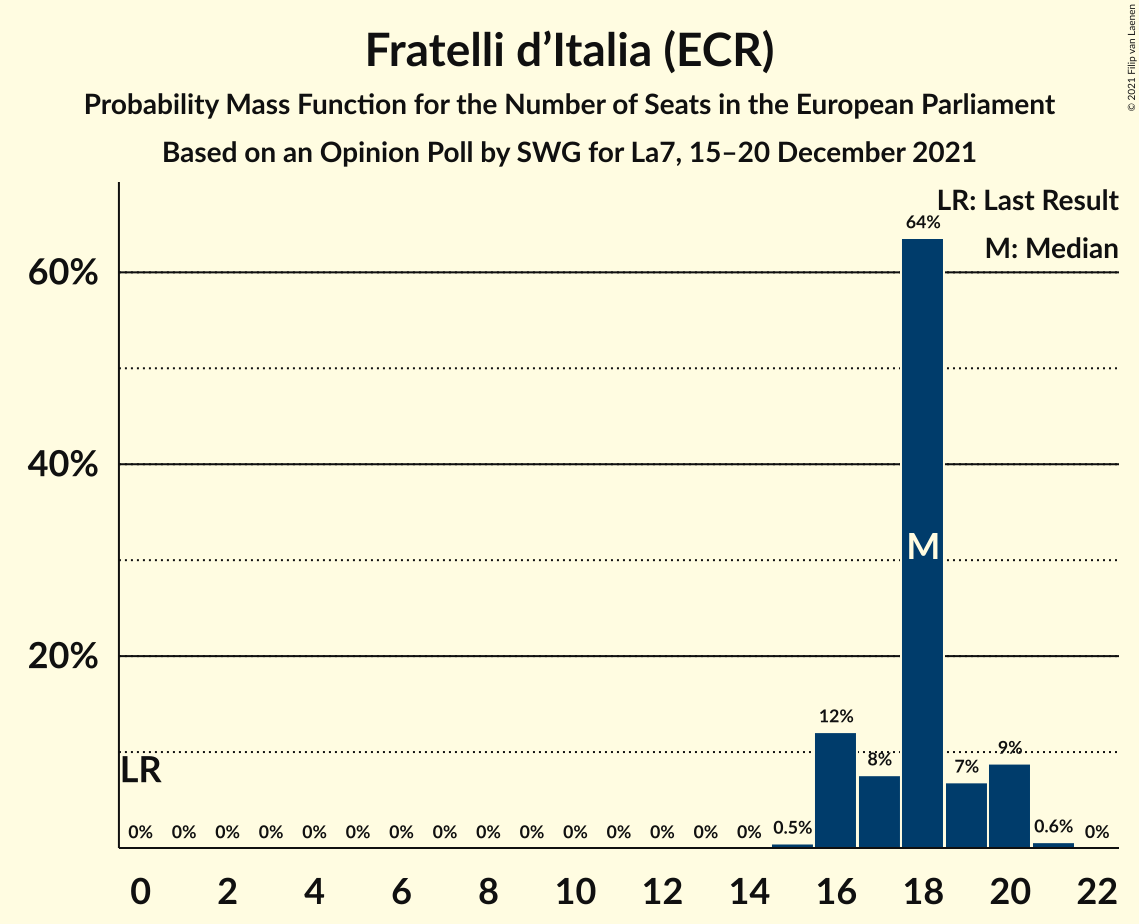 Fratelli d’Italia (ECR)
Probability Mass Function for the Number of Seats in the European Parliament
Based on an Opinion Poll by SWG for La7, 15–20 December 2021
© 2021 Filip van Laenen
LR: Last Result
M: Median
64%
60%
40%
M
20%
12%
8%
7%
9%
LR
0% 0% 0% 0% 0% 0% 0% 0% 0% 0% 0% 0% 0% 0% 0% 0.5% 0.6% 0%
0 2 4 6 8 10 12 14 16 18 20 22